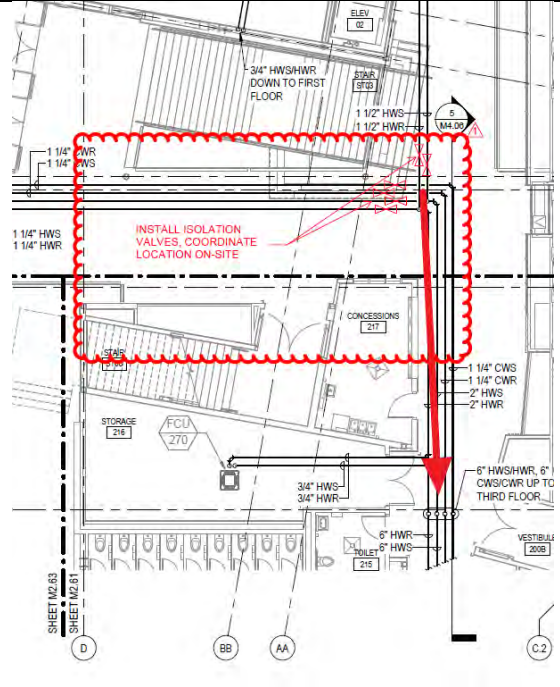 ELEV
02
3/4" HWS/HWR
DOWN TO FIRST
FLOOR
STAIR
ST03
1 1/2" HWS
1 1/2" HWR
5
M4.06
1
1 1/4" CWR
1 1/4" CWS
1 1/4" HWS
1 1/4" HWR
INSTALL ISOLATION
VALVES, COORDINATE
LOCATION ON-SITE
CONCESSIONS
217
STAIR
1 1/4" CWS
1 1/4" CWR
2" HWS
2" HWR
STORAGE
216
FCU
270
3/4" HWS
3/4" HWR
6" HWS/HWR, 6"
CWS/CWR UP TO
THIRD FLOOR
6" HWR
6" HWS
TOILET
215
VESTIBULE
200B
SHEET M2.63
SHEET M2.61
D
BB
AA
C.2